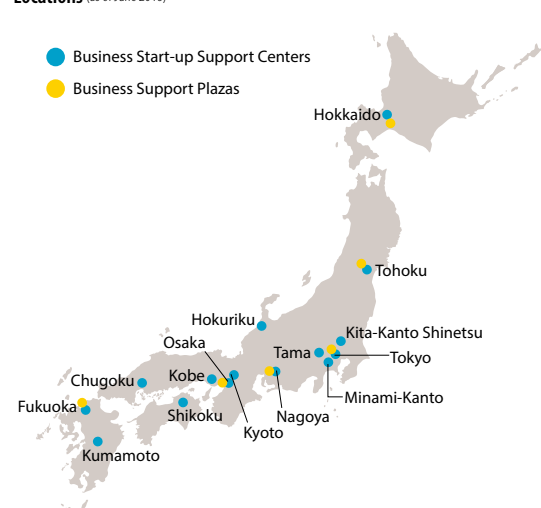 Locations
Business Start-up Support Centers
Business Support Plazas
Hokkaido
Tohoku
Hokuriku
Kita-Kanto Shinetsu
Osaka
Tama
Tokyo
Chugoku
Kobe
Minami-Kanto
Fukuoka
Shikoku
Nagoya
Kyoto
Kumamoto